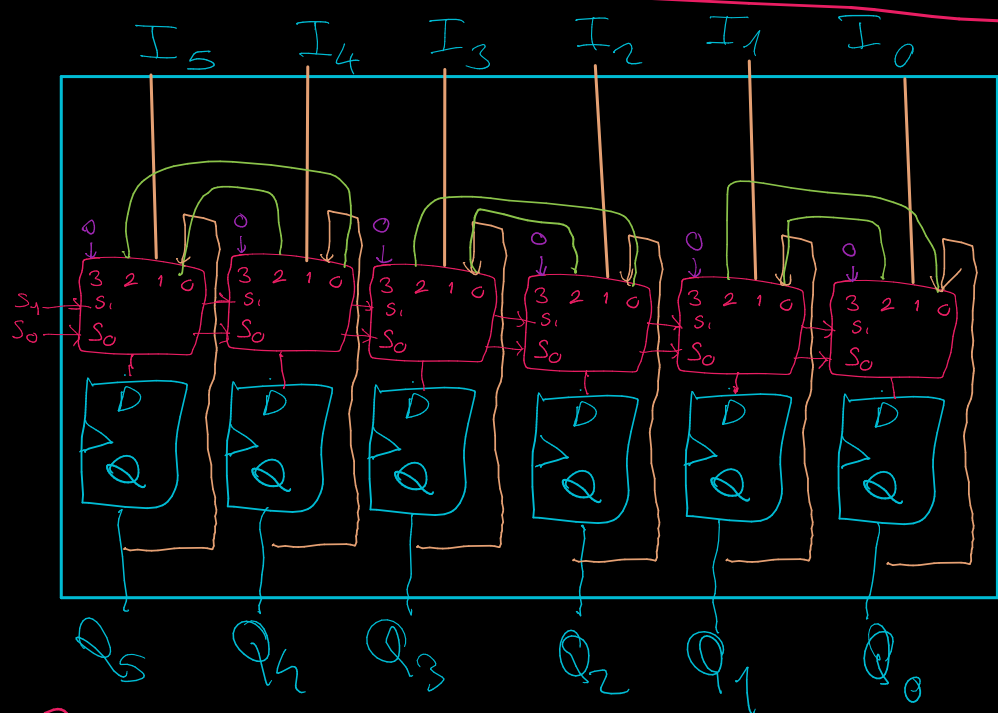 I5 I4 I3 I2 I1 I0
0 0 0 0 0 0
3 2 1 0 3 2 1 0 3 2 1 0 3 2 1 0 3 2 1 0 3 2 1 0
S1 S1 S1 S1 S1 S1 S1
S0 S0 S0 S0 S0 S0 S0
D D D D D D
Q Q Q Q Q Q
Q5 Q4 Q3 Q2 Q1 Q0